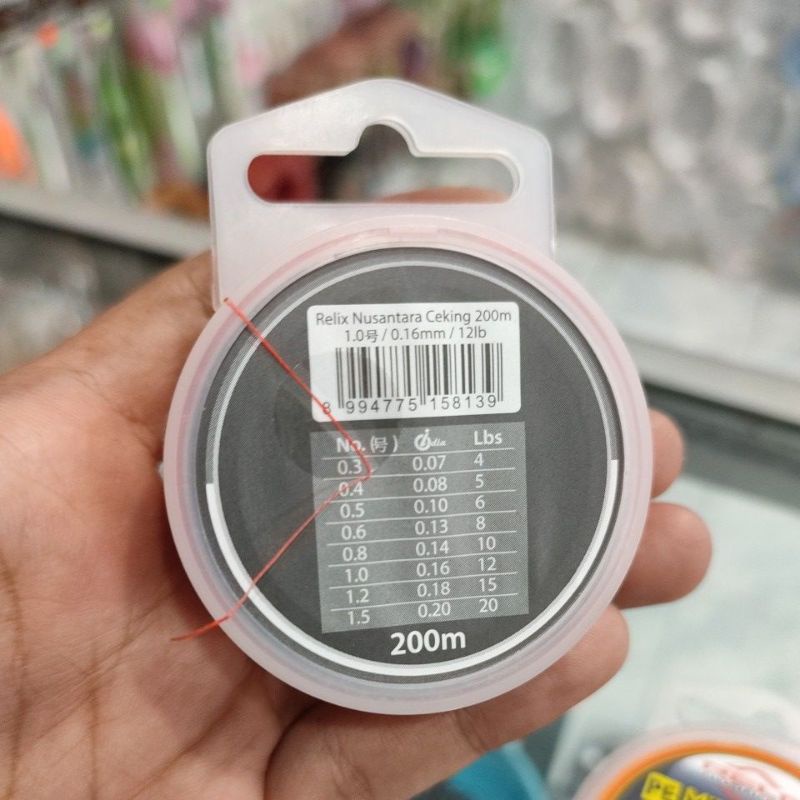 Relix Nusantara Ceking 200m
1.0号 / 0.16mm / 12lb
8 994775 158139
No. (号) Lbs
0.3 0.07 4
0.4 0.08 5
0.5 0.10 6
0.6 0.13 8
0.8 0.14 10
1.0 0.16 12
1.2 0.18 15
1.5 0.20 20
200m
PE